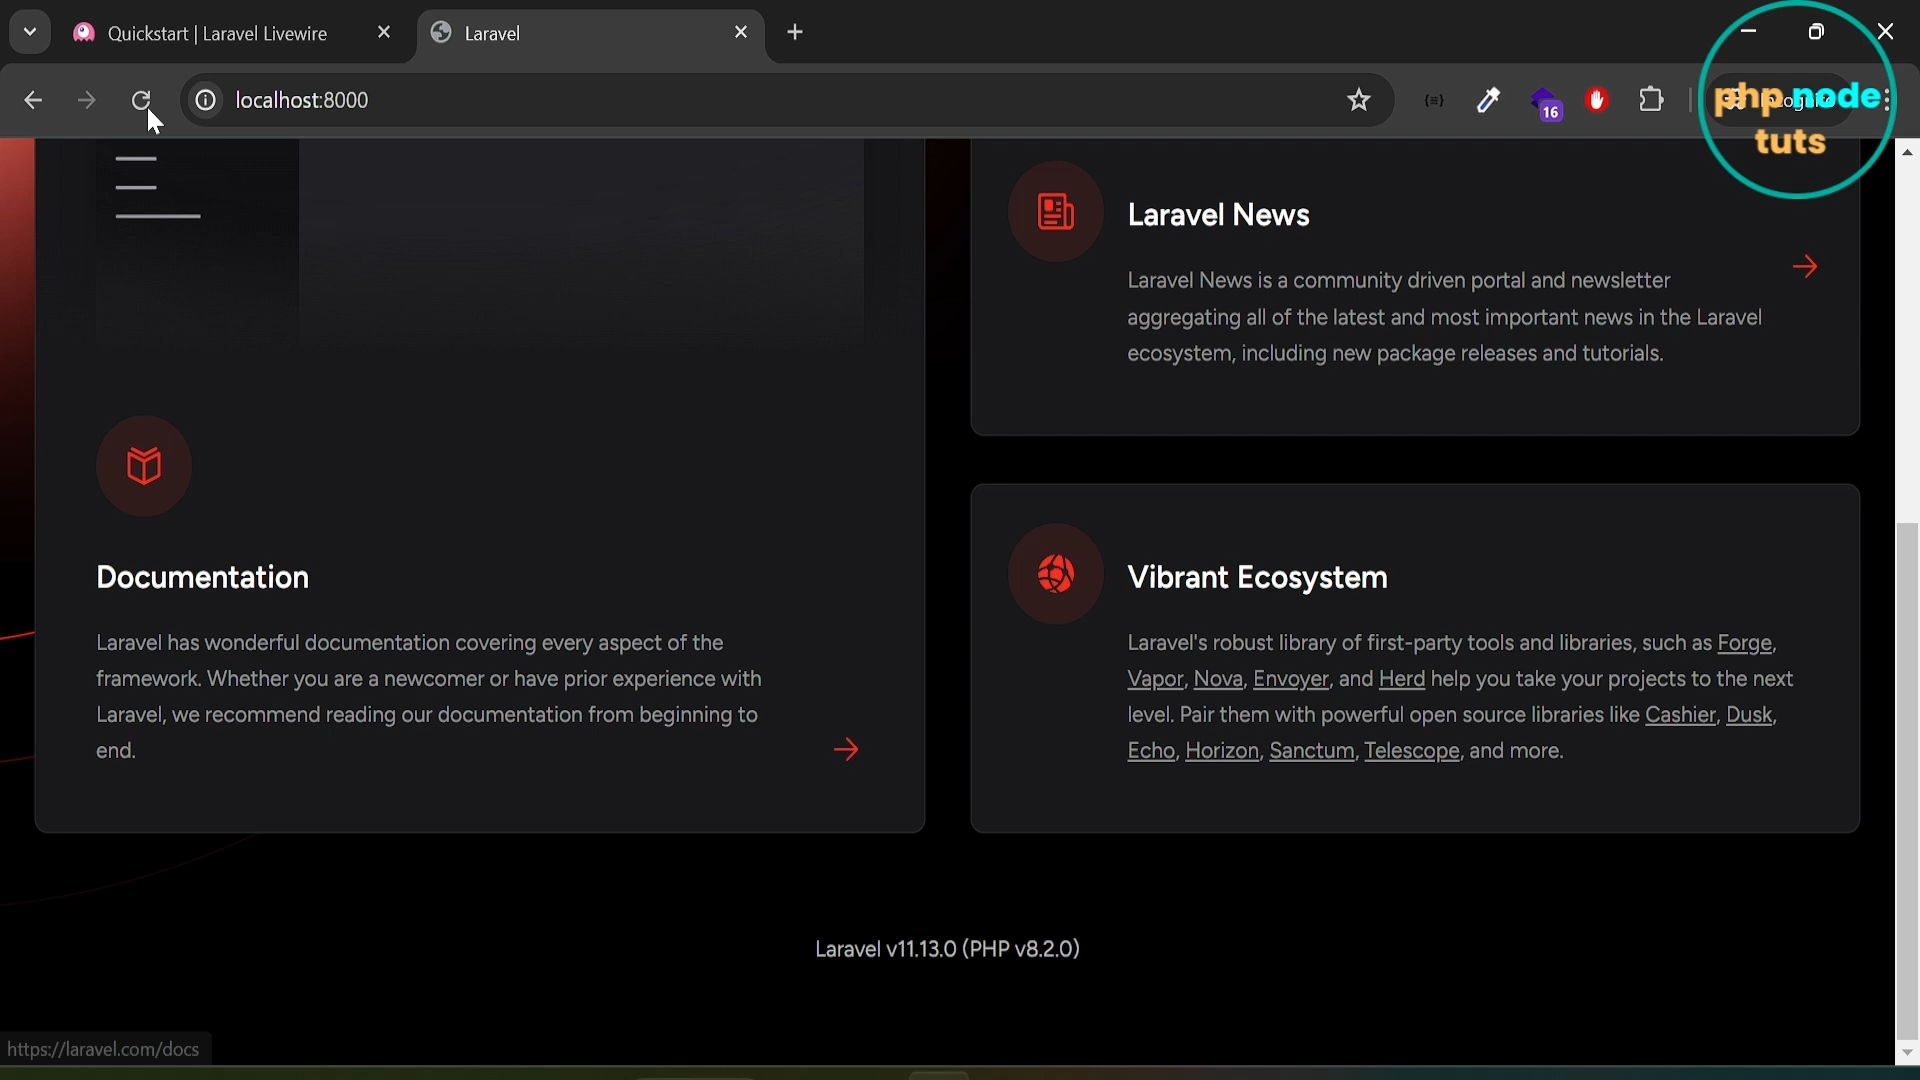 Quickstart | Laravel Livewire
Laravel
localhost:8000
16
php node
tuts
Laravel News
Laravel News is a community driven portal and newsletter
aggregating all of the latest and most important news in the Laravel
ecosystem, including new package releases and tutorials.
Documentation
Laravel has wonderful documentation covering every aspect of the
framework. Whether you are a newcomer or have prior experience with
Laravel, we recommend reading our documentation from beginning to
end.
Vibrant Ecosystem
Laravel's robust library of first-party tools and libraries, such as Forge,
Vapor, Nova, Envoyer, and Herd help you take your projects to the next
level. Pair them with powerful open source libraries like Cashier, Dusk,
Echo, Horizon, Sanctum, Telescope, and more.
Laravel v11.13.0 (PHP v8.2.0)
https://laravel.com/docs